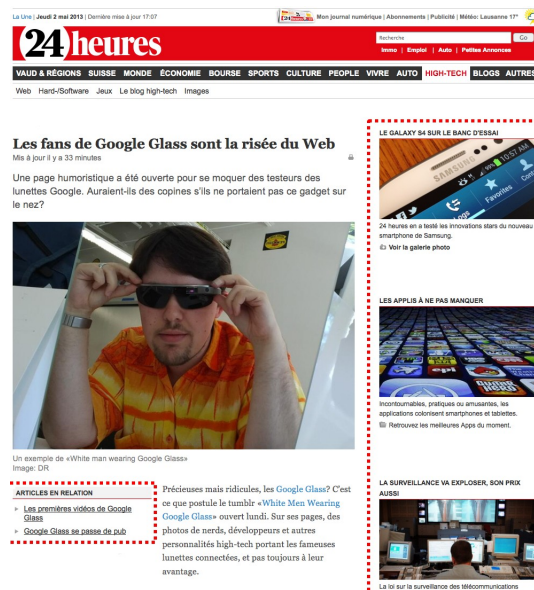 La Une | Jeudi 2 mai 2013 | Dernière mise à jour 17:07
Mon journal numérique | Abonnements | Publicité | Météo: Lausanne 17°
24 heures
Recherche
Go
Immo | Emploi | Auto | Petites Annonces
VAUD & RÉGIONS SUISSE MONDE ÉCONOMIE BOURSE SPORTS CULTURE PEOPLE VIVRE AUTO HIGH-TECH BLOGS AUTRES
Web Hard-/Software Jeux Le blog high-tech Images
Les fans de Google Glass sont la risée du Web
Mis à jour il y a 33 minutes
Une page humoristique a été ouverte pour se moquer des testeurs des
lunettes Google. Auraient-ils des copines s'ils ne portaient pas ce gadget sur
le nez?
Un exemple de «White man wearing Google Glass»
Image: DR
ARTICLES EN RELATION
Les premières vidéos de Google
Glass
Google Glass se passe de pub
Précieuses mais ridicules, les Google Glass? C'est
ce que postule le tumblr «White Men Wearing
Google Glass» ouvert lundi. Sur ses pages, des
photos de nerds, développeurs et autres
personnalités high-tech portant les fameuses
lunettes connectées, et pas toujours à leur
avantage.
LE GALAXY S4 SUR LE BANC D'ESSAI
SAMSUNG
99% 10:57 AM
Logs
Favorites
24 heures en a testé les innovations stars du nouveau
smartphone de Samsung.
Voir la galerie photo
LES APPLIS À NE PAS MANQUER
Incontournables, pratiques ou amusantes, les
applications colonisent smartphones et tablettes.
Retrouvez les meilleures Apps du moment.
LA SURVEILLANCE VA EXPLOSER, SON PRIX
AUSSI
La loi sur la surveillance des télécommunications